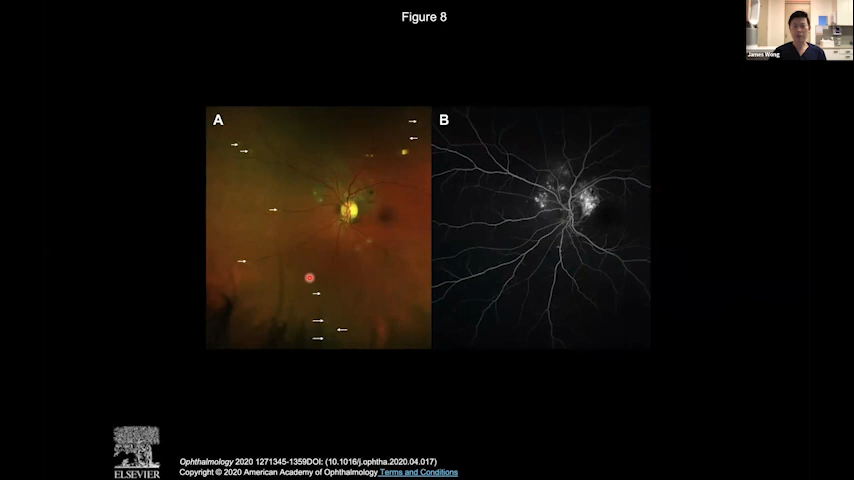 Figure 8
James Wong
A
B
ELSEVIER
Ophthalmology 2020 1271345-1359DOI: (10.1016/j.ophtha.2020.04.017)
Copyright © 2020 American Academy of Ophthalmology Terms and Conditions